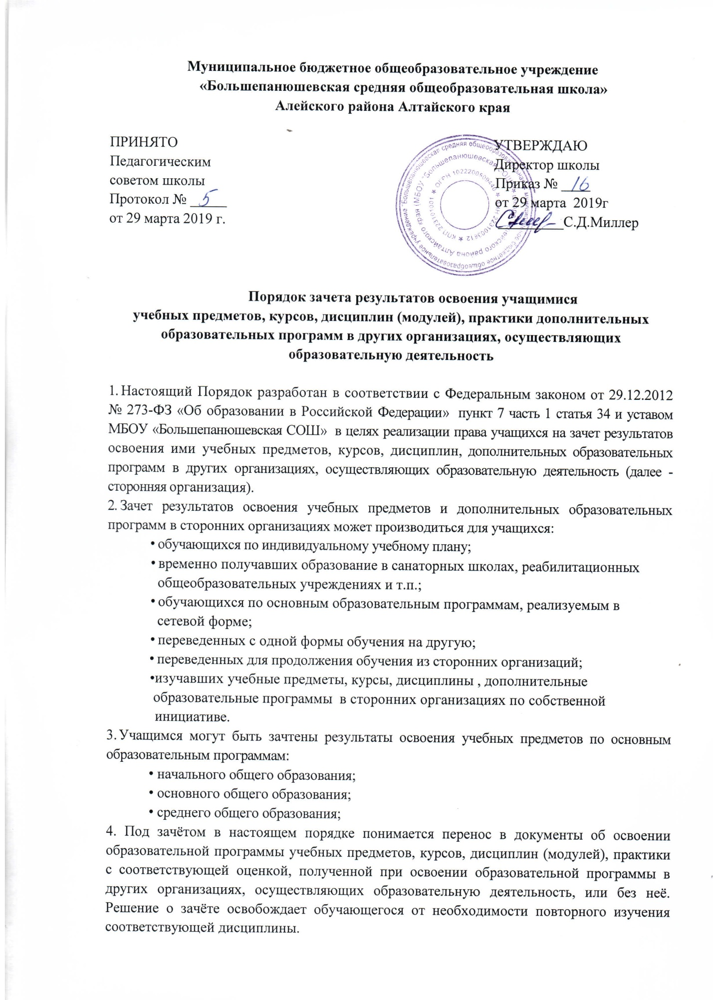 Муниципальное бюджетное общеобразовательное учреждение
«Большепанюшевская средняя общеобразовательная школа»
Алейского района Алтайского края
ПРИНЯТО
Педагогическим
советом школы
Протокол № 5
от 29 марта 2019 г.
УТВЕРЖДАЮ
Директор школы
Приказ № 16
от 29 марта 2019г
С.Д.Миллер
Порядок зачета результатов освоения учащимися
учебных предметов, курсов, дисциплин (модулей), практики дополнительных
образовательных программ в других организациях, осуществляющих
образовательную деятельность
1. Настоящий Порядок разработан в соответствии с Федеральным законом от 29.12.2012
№ 273-ФЗ «Об образовании в Российской Федерации» пункт 7 часть 1 статья 34 и уставом
МБОУ «Большепанюшевская СОШ» в целях реализации права учащихся на зачет результатов
освоения ими учебных предметов, курсов, дисциплин, дополнительных образовательных
программ в других организациях, осуществляющих образовательную деятельность (далее -
сторонняя организация).
2. Зачет результатов освоения учебных предметов и дополнительных образовательных
программ в сторонних организациях может производиться для учащихся:
• обучающихся по индивидуальному учебному плану;
• временно получавших образование в санаторных школах, реабилитационных
общеобразовательных учреждениях и т.п.;
• обучающихся по основным образовательным программам, реализуемым в
сетевой форме;
• переведенных с одной формы обучения на другую;
• переведенных для продолжения обучения из сторонних организаций;
•изучавших учебные предметы, курсы, дисциплины , дополнительные
образовательные программы в сторонних организациях по собственной
инициативе.
3. Учащимся могут быть зачтены результаты освоения учебных предметов по основным
образовательным программам:
• начального общего образования;
• основного общего образования;
• среднего общего образования;
4. Под зачётом в настоящем порядке понимается перенос в документы об освоении
образовательной программы учебных предметов, курсов, дисциплин (модулей), практики
с соответствующей оценкой, полученной при освоении образовательной программы в
других организациях, осуществляющих образовательную деятельность, или без неё.
Решение о зачёте освобождает обучающегося от необходимости повторного изучения
соответствующей дисциплины.
муниципальное бюджетное общеобразовательное учреждение "Большепанюшевская средняя общеобразовательная
Алейского района Алтайского края (МБОУ "Большепанюшевская СОШ"
КПП 223101001 * ОГРН 1022200509440 * ИНН 2231003612 *